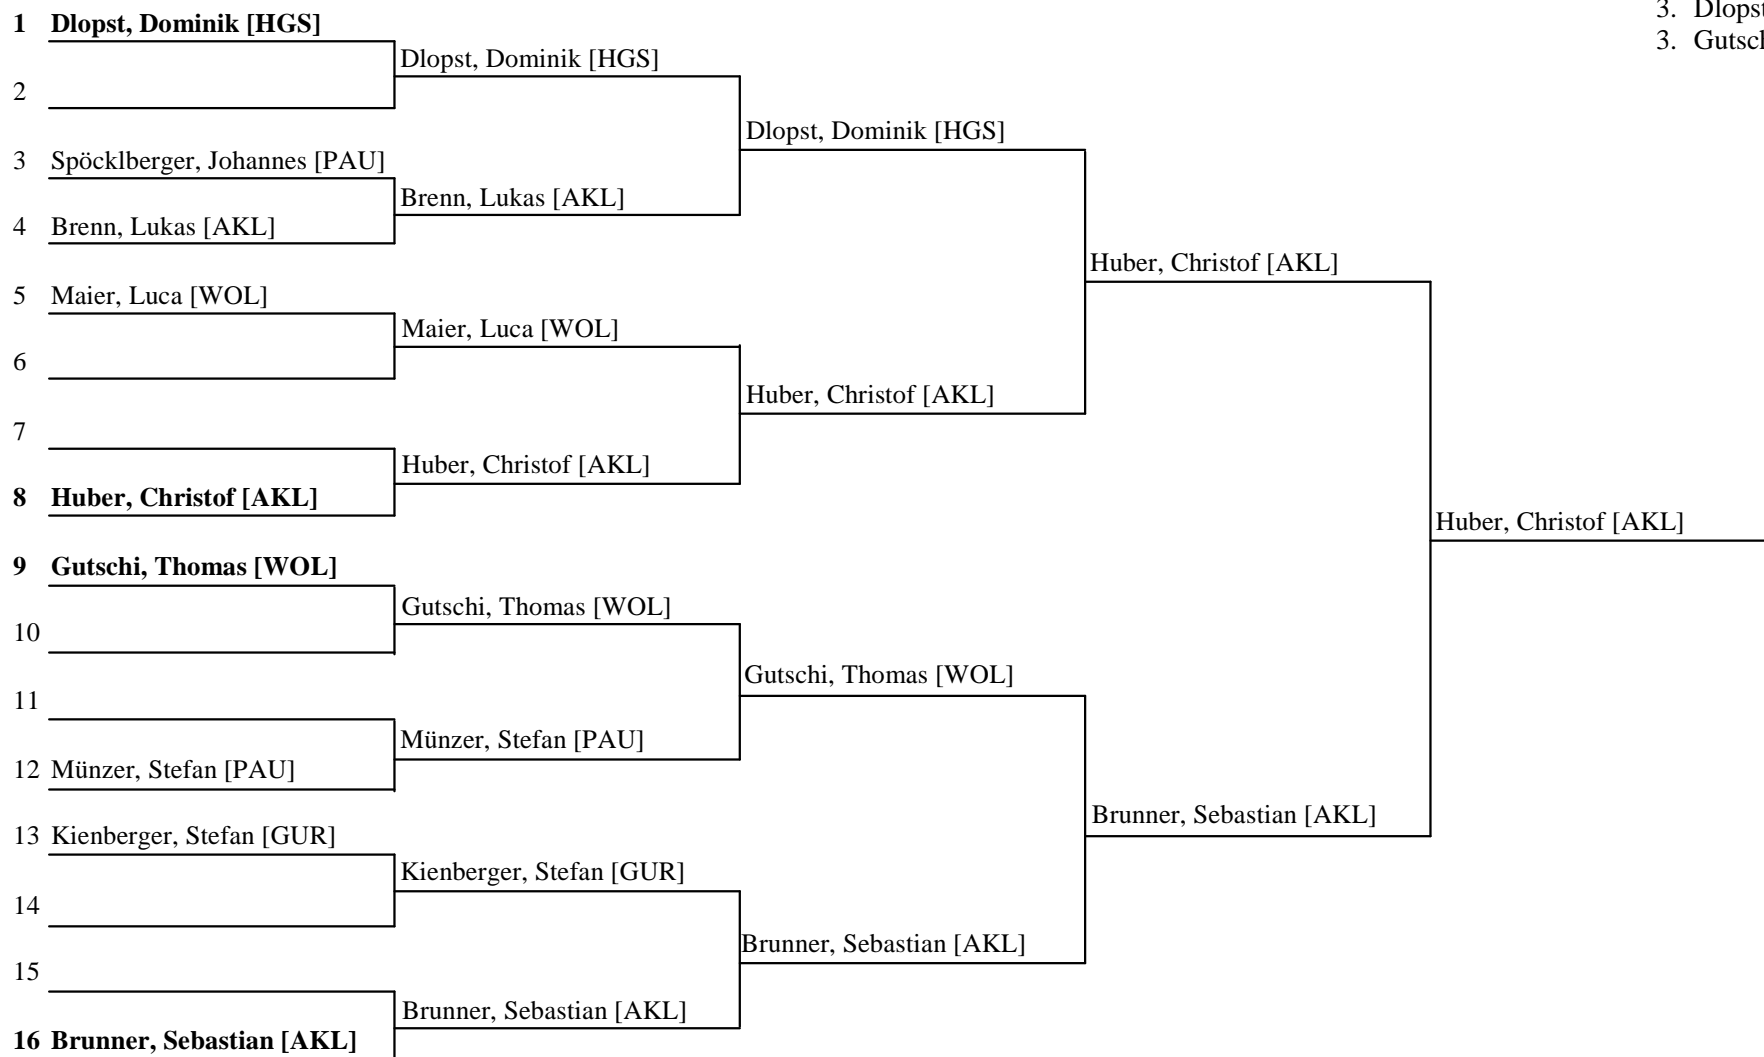 1 Dlopst, Dominik [HGS]
2
3 Spöcklberger, Johannes [PAU]
4 Brenn, Lukas [AKL]
5 Maier, Luca [WOL]
6
7
8 Huber, Christof [AKL]
9 Gutschi, Thomas [WOL]
10
11
12 Münzer, Stefan [PAU]
13 Kienberger, Stefan [GUR]
14
15
16 Brunner, Sebastian [AKL]
Dlopst, Dominik [HGS]
Brenn, Lukas [AKL]
Maier, Luca [WOL]
Huber, Christof [AKL]
Gutschi, Thomas [WOL]
Münzer, Stefan [PAU]
Kienberger, Stefan [GUR]
Brunner, Sebastian [AKL]
Dlopst, Dominik [HGS]
Huber, Christof [AKL]
Gutschi, Thomas [WOL]
Brunner, Sebastian [AKL]
Huber, Christof [AKL]
Brunner, Sebastian [AKL]
Huber, Christof [AKL]
3. Dlopst
3. Gutsch